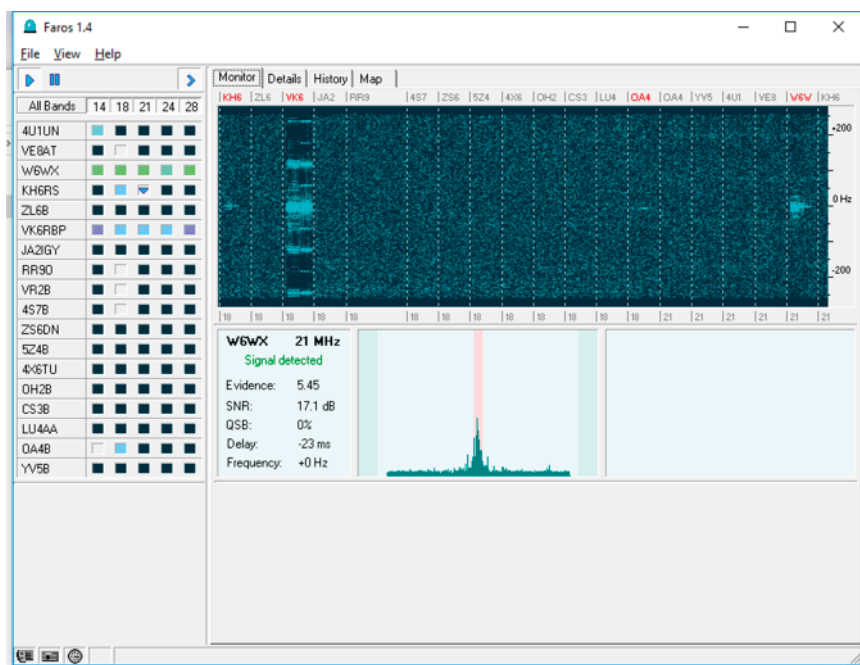 Faros 1.4
File View Help
All Bands 14 18 21 24 28
4U1UN
VE8AT
W6WX
KH6RS
ZL6B
VK6RBP
JA2IGY
RR9O
VR2B
4S7B
ZS6DN
5Z4B
4X6TU
OH2B
CS3B
LU4AA
OA4B
YV5B
Monitor Details History Map
KH6 ZL6 VK6 JA2 RR9 4S7 ZS6 5Z4 4X6 OH2 CS3 LU4 OA4 OA4 YV5 4U1 VE8 W6W KH6
+200
0 Hz
-200
18 18 18 18 18 18 18 18 18 18 18 18 18 21 21 21 21 21 21
W6WX 21 MHz
Signal detected
Evidence: 5.45
SNR: 17.1 dB
QSB: 0%
Delay: -23 ms
Frequency: +0 Hz